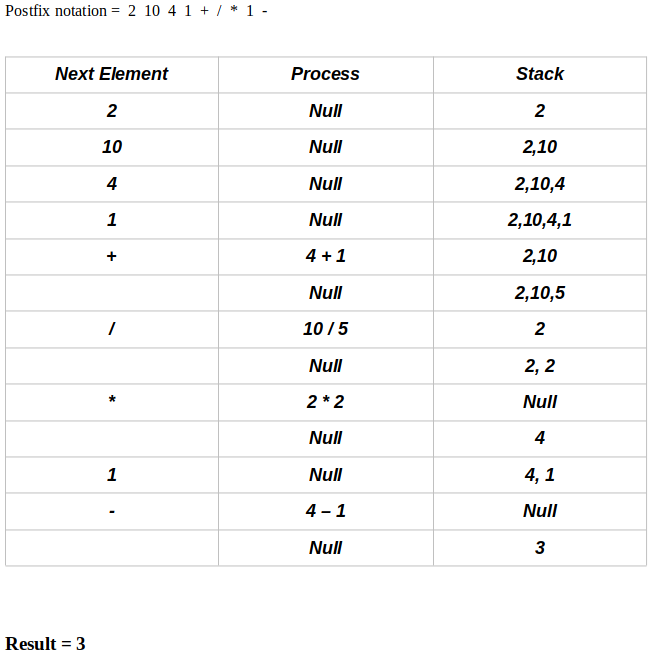 Postfix notation = 2 10 4 1 + / * 1 -
Next Element Process Stack
2 Null 2
10 Null 2,10
4 Null 2,10,4
1 Null 2,10,4,1
+ 4 + 1 2,10
Null 2,10,5
/ 10 / 5 2
Null 2, 2
* 2 * 2 Null
Null 4
1 Null 4, 1
- 4 – 1 Null
Null 3
Result = 3